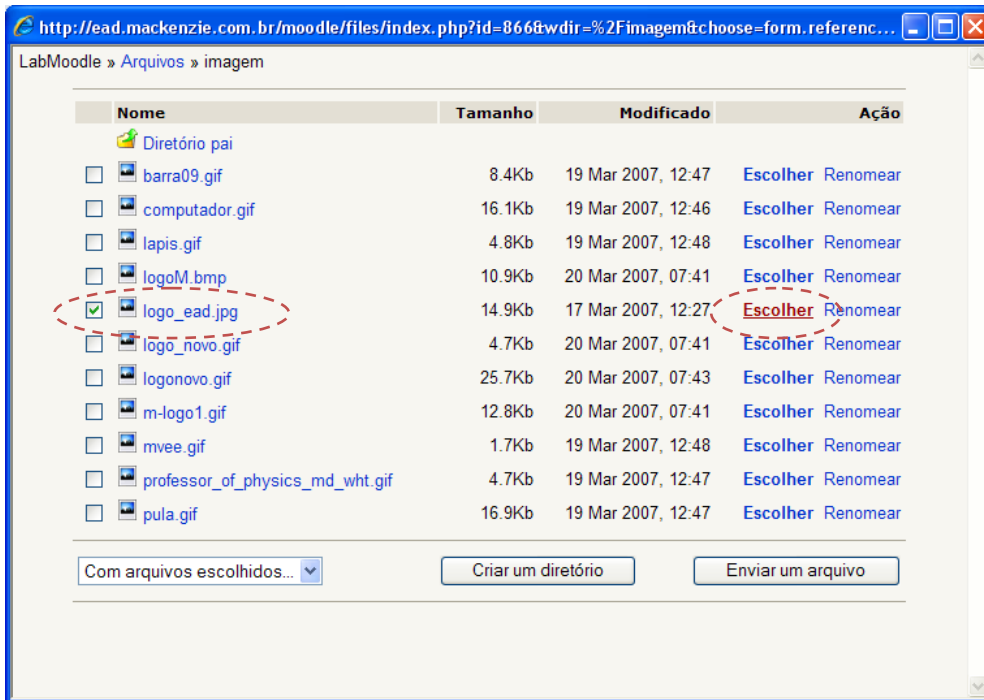 http://ead.mackenzie.com.br/moodle/files/index.php?id=866&wdir=%2Fimagem&choose=form.referenc...
LabMoodle » Arquivos » imagem
Nome Tamanho Modificado Ação
Diretório pai
barra09.gif 8.4Kb 19 Mar 2007, 12:47 Escolher Renomear
computador.gif 16.1Kb 19 Mar 2007, 12:46 Escolher Renomear
lapis.gif 4.8Kb 19 Mar 2007, 12:48 Escolher Renomear
logoM.bmp 10.9Kb 20 Mar 2007, 07:41 Escolher Renomear
logo_ead.jpg 14.9Kb 17 Mar 2007, 12:27 Escolher Renomear
logo_novo.gif 4.7Kb 20 Mar 2007, 07:41 Escolher Renomear
logonovo.gif 25.7Kb 20 Mar 2007, 07:43 Escolher Renomear
m-logo1.gif 12.8Kb 20 Mar 2007, 07:41 Escolher Renomear
mvee.gif 1.7Kb 19 Mar 2007, 12:48 Escolher Renomear
professor_of_physics_md_wht.gif 4.7Kb 19 Mar 2007, 12:47 Escolher Renomear
pula.gif 16.9Kb 19 Mar 2007, 12:47 Escolher Renomear
Com arquivos escolhidos... Criar um diretório Enviar um arquivo